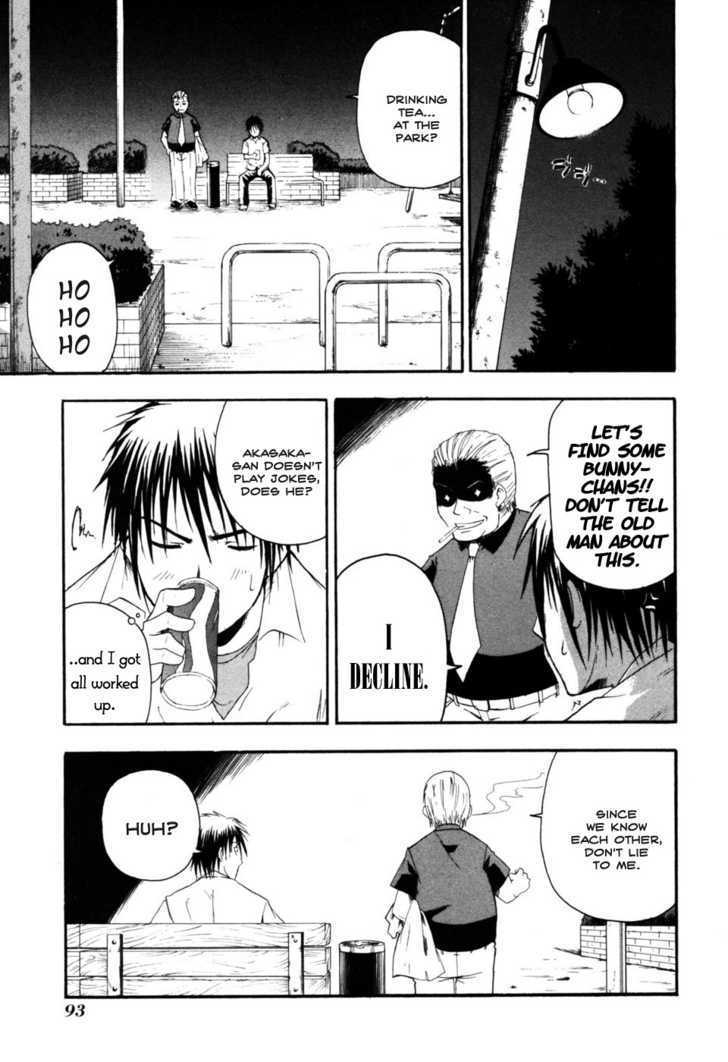 DRINKING
TEA...
AT THE
PARK?
HO
HO
HO
LET'S
FIND SOME
BUNNY-
CHANS!!
DON'T TELL
THE OLD
MAN ABOUT
THIS.
I
DECLINE.
AKASAKA-
SAN DOESN'T
PLAY JOKES,
DOES HE?
..and I got
all worked
up.
SINCE
WE KNOW
EACH OTHER,
DON'T LIE
TO ME.
HUH?
93